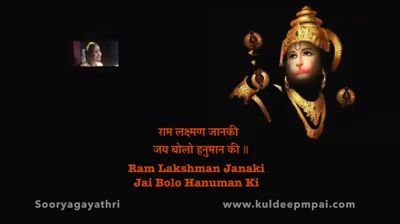 राम लक्ष्मण जानकी
जय बोलो हनुमान की ॥
Ram Lakshman Janaki
Jai Bolo Hanuman Ki
Sooryagayathri
www.kuldeepmpai.com